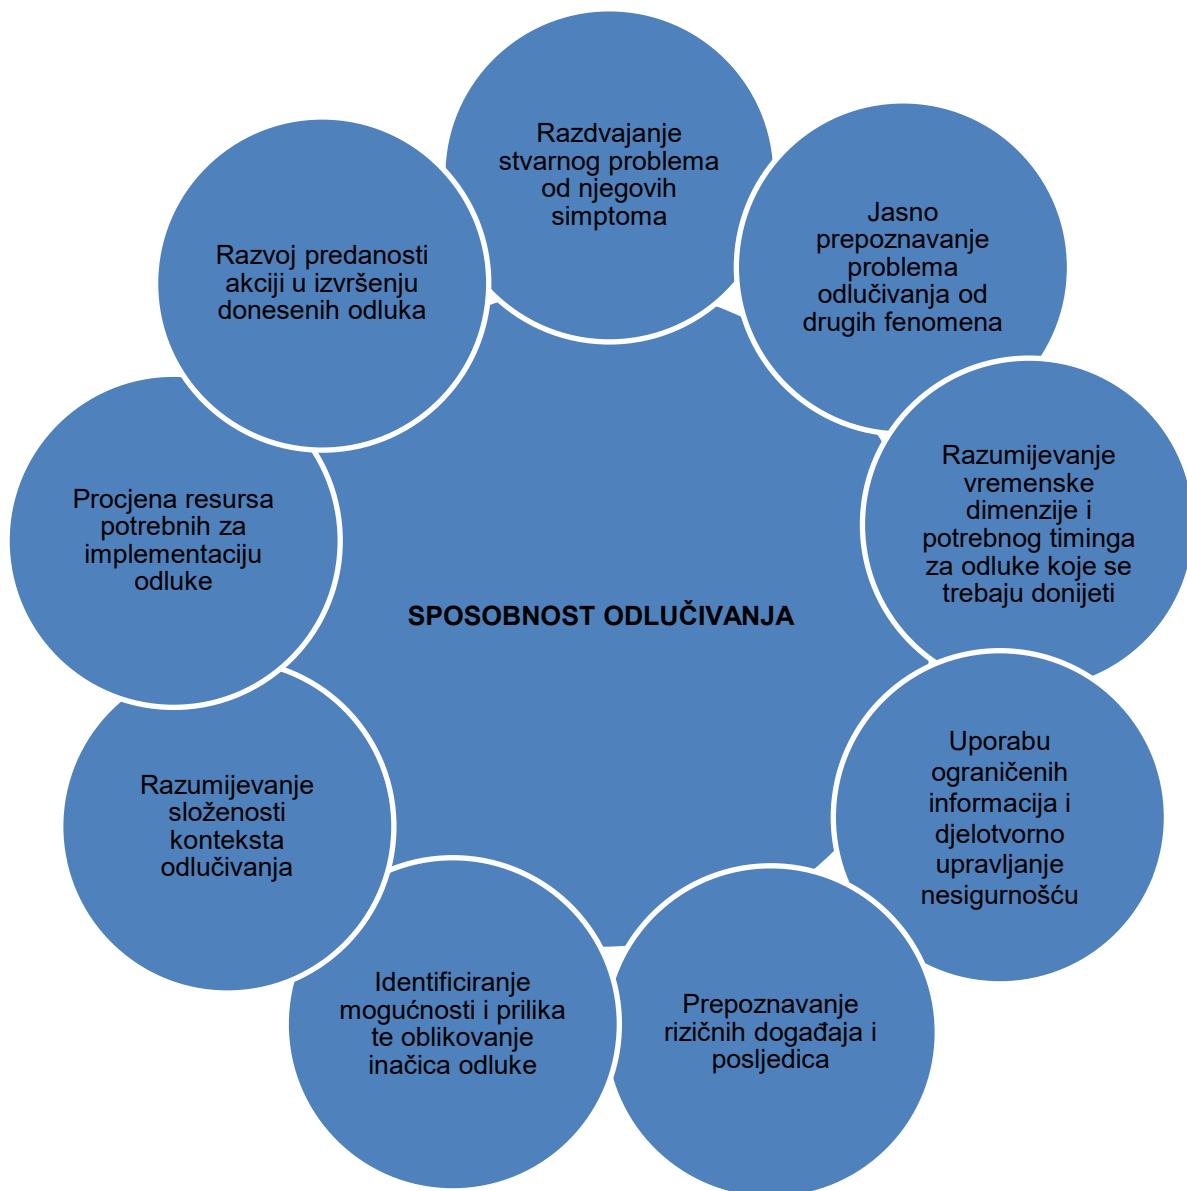 Razdvajanje
stvarnog problema
od njegovih
simptoma
Jasno
prepoznavanje
problema
odlučivanja od
drugih fenomena
Razumijevanje
vremenske
dimenzije i
potrebnog timinga
za odluke koje se
trebaju donijeti
Uporabu
ograničenih
informacija i
djelotvorno
upravljanje
nesigurnošću
Prepoznavanje
rizičnih događaja i
posljedica
Identificiranje
mogućnosti i prilika
te oblikovanje
inačica odluke
Razumijevanje
složenosti
konteksta
odlučivanja
Procjena resursa
potrebnih za
implementaciju
odluke
Razvoj predanosti
akciji u izvršenju
donesenih odluka
SPOSOBNOST ODLUČIVANJA